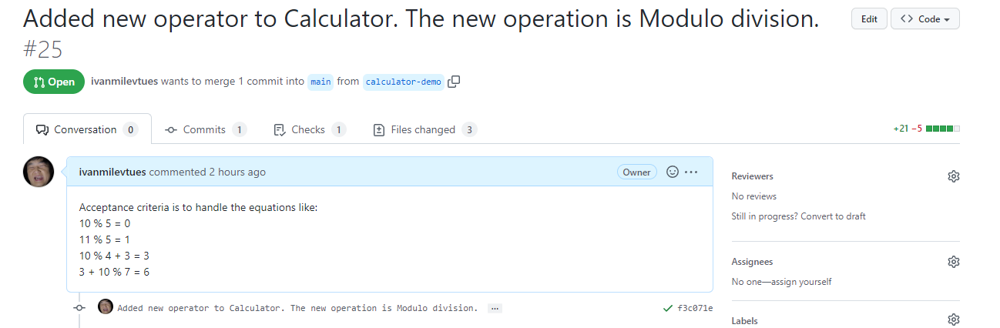 Added new operator to Calculator. The new operation is Modulo division.
#25
Edit
<> Code
Open
ivanmilevtues wants to merge 1 commit into main from calculator-demo
Conversation 0
Commits 1
Checks 1
Files changed 3
+21 −5
ivanmilevtues commented 2 hours ago
Owner
Acceptance criteria is to handle the equations like:
10 % 5 = 0
11 % 5 = 1
10 % 4 + 3 = 3
3 + 10 % 7 = 6
Added new operator to Calculator. The new operation is Modulo division. ...
f3c071e
Reviewers
No reviews
Still in progress? Convert to draft
Assignees
No one—assign yourself
Labels